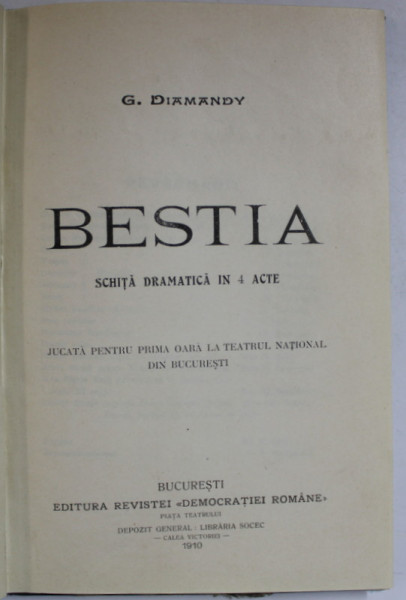 G. DIAMANDY
BESTIA
SCHIȚĂ DRAMATICĂ IN 4 ACTE
JUCATĂ PENTRU PRIMA OARĂ LA TEATRUL NAȚIONAL
DIN BUCUREȘTI
BUCUREȘTI
EDITURA REVISTEI «DEMOCRAȚIEI ROMÂNE»
PIAȚA TEATRULUI
DEPOZIT GENERAL: LIBRĂRIA SOCEC
— CALEA VICTORIEI —
1910